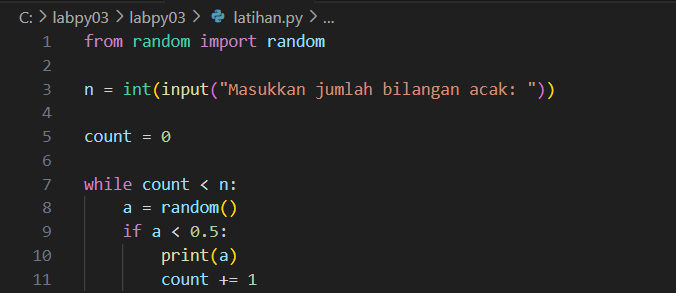 C: > labpy03 > labpy03 > latihan.py > ...
1 from random import random
2
3 n = int(input("Masukkan jumlah bilangan acak: "))
4
5 count = 0
6
7 while count < n:
8     a = random()
9     if a < 0.5:
10         print(a)
11         count += 1